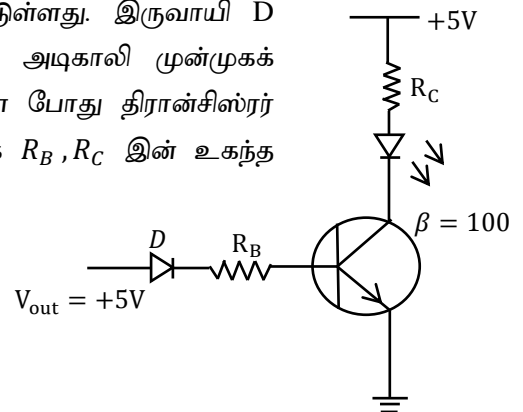 டுள்ளது. இருவாயி D
அடிகாலி முன்முகக்
ன போது திரான்சிஸ்ரர்
R_B , R_C இன் உகந்த
+5V
R_C
β = 100
D
R_B
V_out = +5V